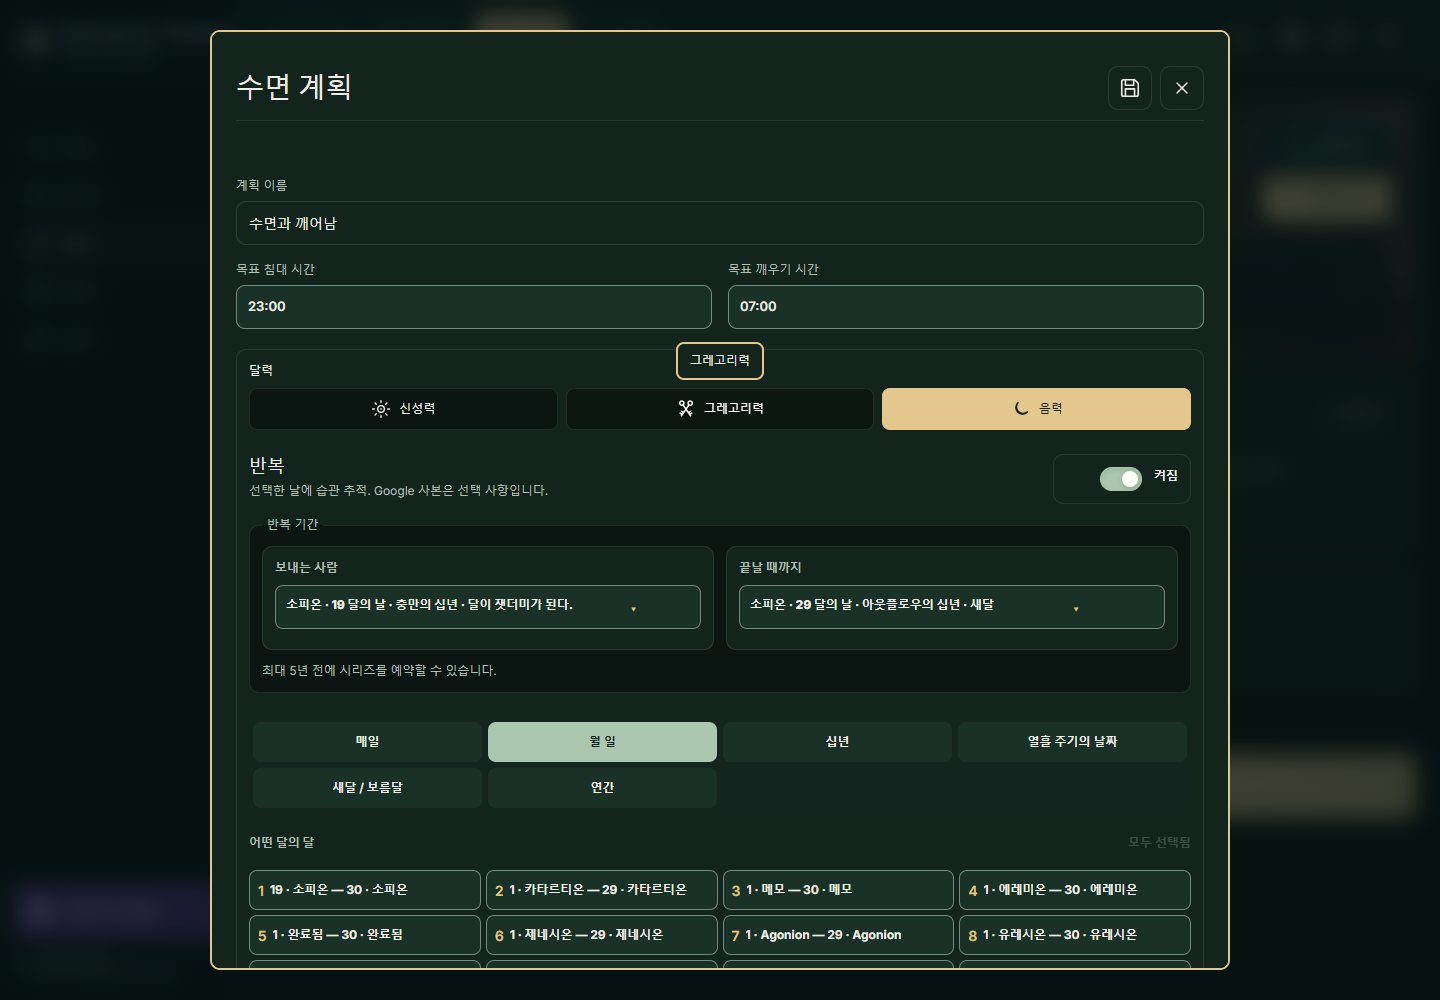 수면 계획
계획 이름
수면과 깨어남
목표 침대 시간
목표 깨우기 시간
23:00
07:00
그레고리력
달력
신성력
그레고리력
음력
반복
선택한 날에 습관 추적. Google 사본은 선택 사항입니다.
켜짐
반복 기간
보내는 사람
끝날 때까지
소피온 · 19 달의 날 · 충만의 십년 · 달이 잿더미가 된다.
소피온 · 29 달의 날 · 아웃플로우의 십년 · 새달
최대 5년 전에 시리즈를 예약할 수 있습니다.
매일
월 일
십년
열흘 주기의 날짜
새달 / 보름달
연간
어떤 달의 달
모두 선택됨
1 19 · 소피온 — 30 · 소피온
2 1 · 카타르티온 — 29 · 카타르티온
3 1 · 메모 — 30 · 메모
4 1 · 에레미온 — 30 · 에레미온
5 1 · 완료됨 — 30 · 완료됨
6 1 · 제네시온 — 29 · 제네시온
7 1 · Agonion — 29 · Agonion
8 1 · 유레시온 — 30 · 유레시온